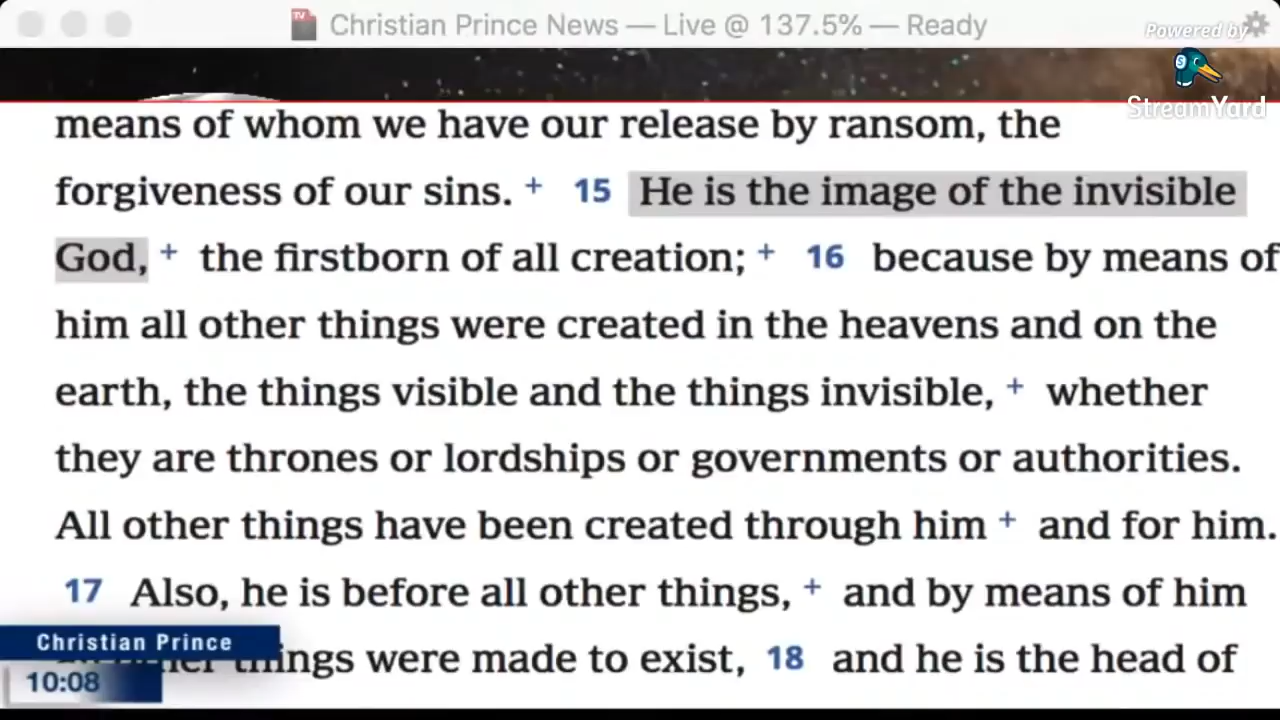 Christian Prince News — Live @ 137.5% — Ready
Powered by
StreamYard
means of whom we have our release by ransom, the
forgiveness of our sins. + 15 He is the image of the invisible
God, + the firstborn of all creation; + 16 because by means of
him all other things were created in the heavens and on the
earth, the things visible and the things invisible, + whether
they are thrones or lordships or governments or authorities.
All other things have been created through him + and for him.
17 Also, he is before all other things, + and by means of him
things were made to exist, 18 and he is the head of
Christian Prince
10:08